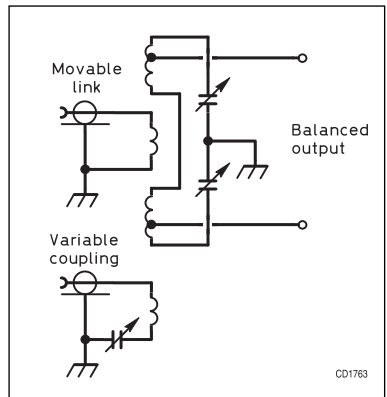 Movable
link
Balanced
output
Variable
coupling
CD1763